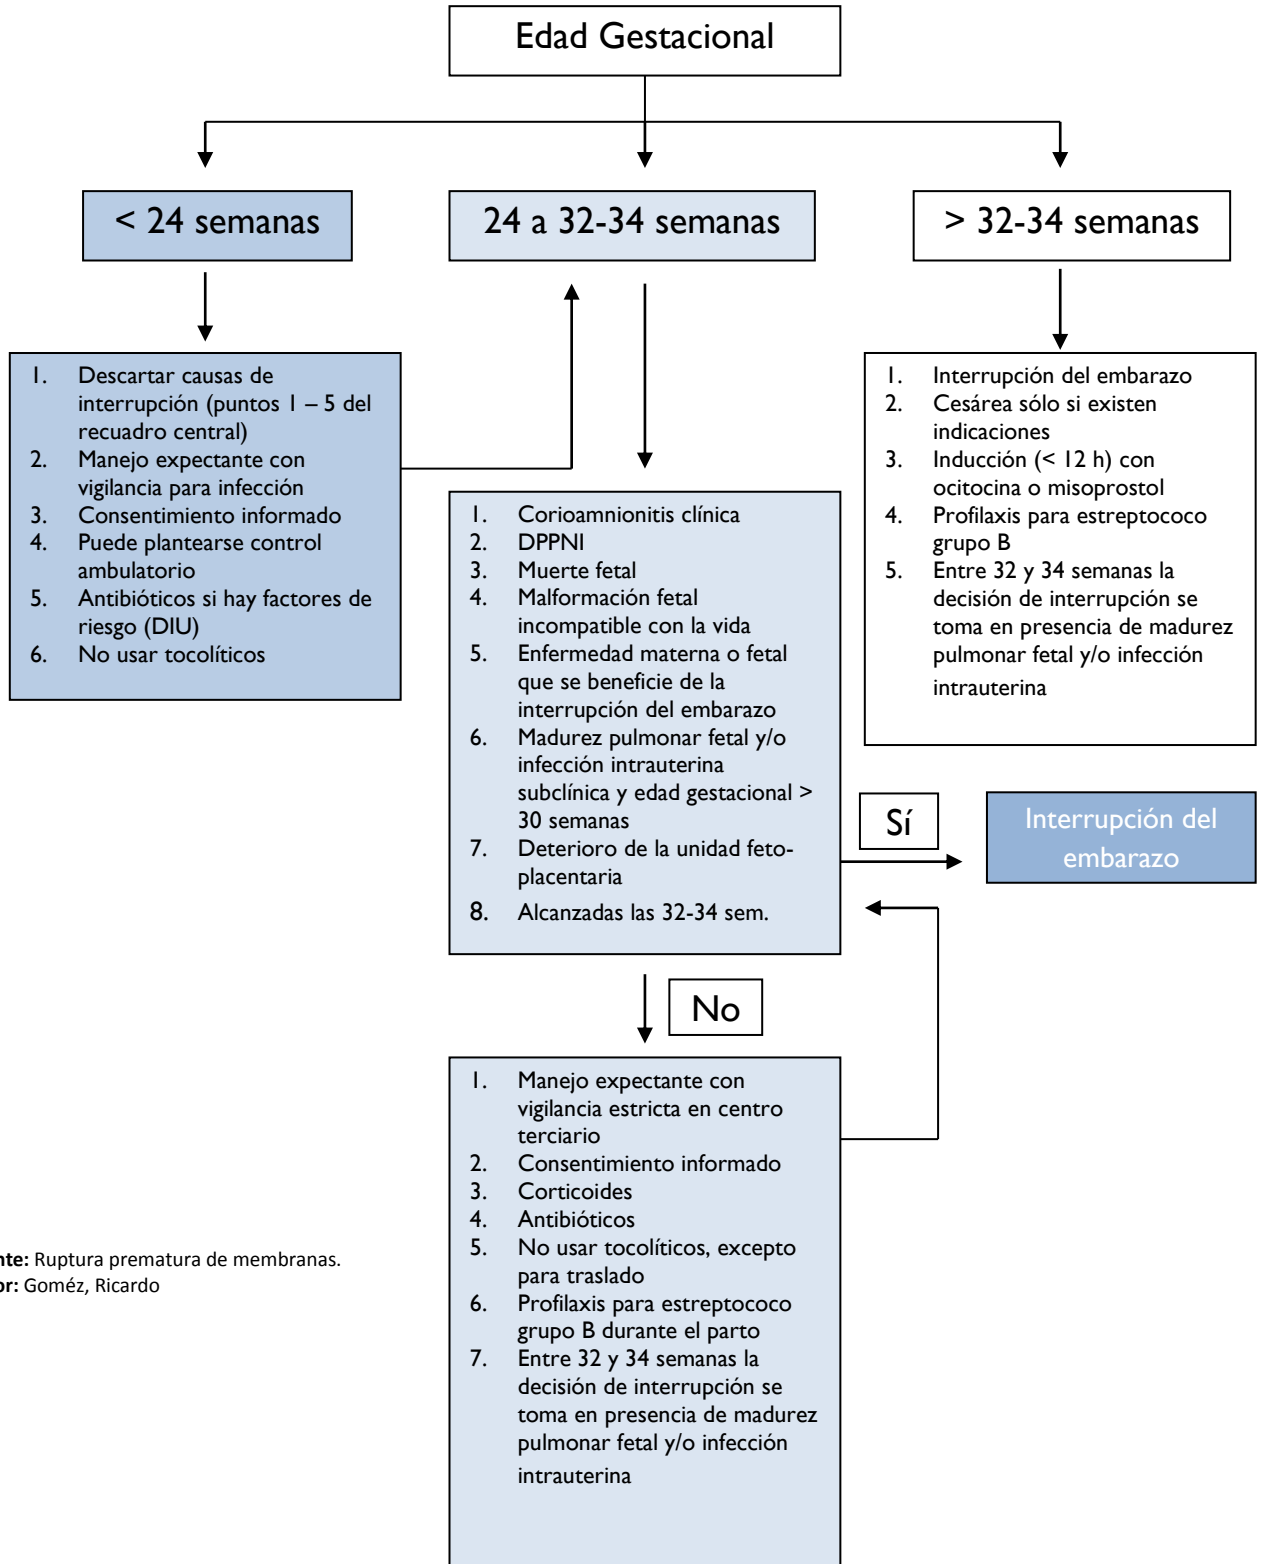 Edad Gestacional
< 24 semanas
24 a 32-34 semanas
> 32-34 semanas
1. Descartar causas de
interrupción (puntos 1 – 5 del
recuadro central)
2. Manejo expectante con
vigilancia para infección
3. Consentimiento informado
4. Puede plantearse control
ambulatorio
5. Antibióticos si hay factores de
riesgo (DIU)
6. No usar tocolíticos
1. Corioamnionitis clínica
2. DPPNI
3. Muerte fetal
4. Malformación fetal
incompatible con la vida
5. Enfermedad materna o fetal
que se beneficie de la
interrupción del embarazo
6. Madurez pulmonar fetal y/o
infección intrauterina
subclínica y edad gestacional >
30 semanas
7. Deterioro de la unidad feto-
placentaria
8. Alcanzadas las 32-34 sem.
1. Interrupción del embarazo
2. Cesárea sólo si existen
indicaciones
3. Inducción (< 12 h) con
ocitocina o misoprostol
4. Profilaxis para estreptococo
grupo B
5. Entre 32 y 34 semanas la
decisión de interrupción se
toma en presencia de madurez
pulmonar fetal y/o infección
intrauterina
Sí
Interrupción del
embarazo
No
1. Manejo expectante con
vigilancia estricta en centro
terciario
2. Consentimiento informado
3. Corticoides
4. Antibióticos
5. No usar tocolíticos, excepto
para traslado
6. Profilaxis para estreptococo
grupo B durante el parto
7. Entre 32 y 34 semanas la
decisión de interrupción se
toma en presencia de madurez
pulmonar fetal y/o infección
intrauterina
nte: Ruptura prematura de membranas.
or: Goméz, Ricardo